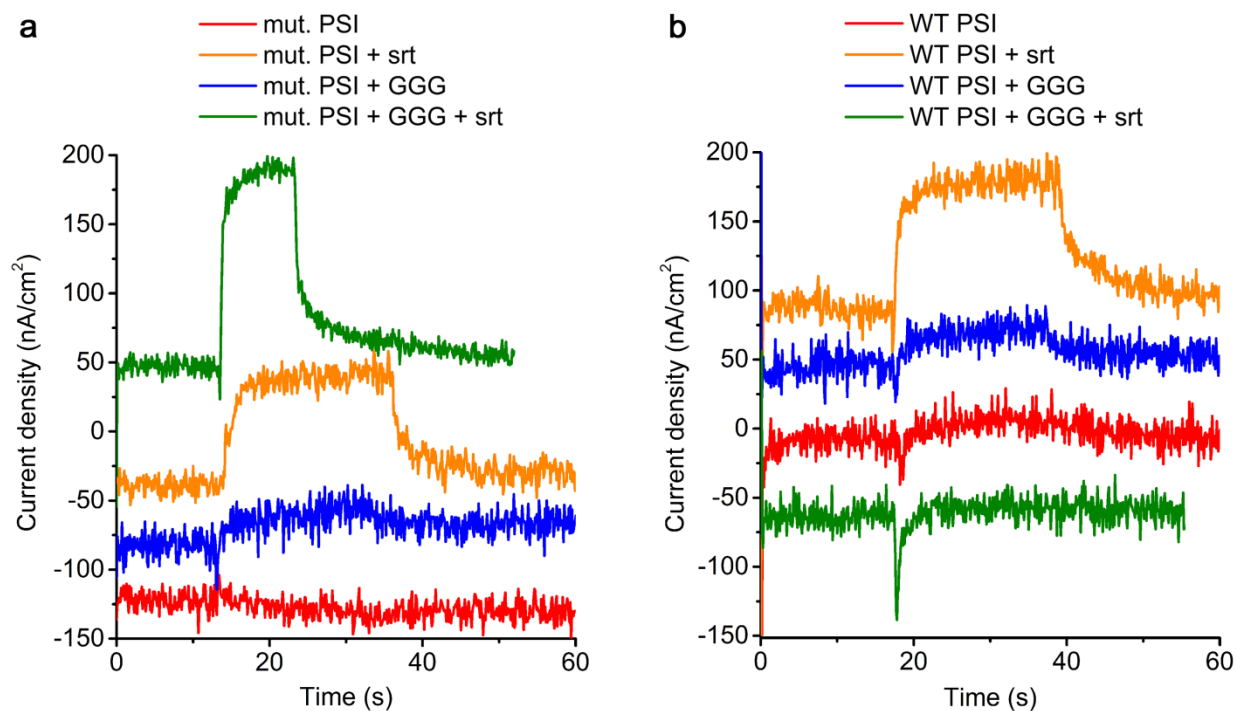 a
mut. PSI
mut. PSI + srt
mut. PSI + GGG
mut. PSI + GGG + srt
200
150
100
50
0
-50
-100
-150
Current density (nA/cm²)
0
20
40
60
Time (s)
b
WT PSI
WT PSI + srt
WT PSI + GGG
WT PSI + GGG + srt
200
150
100
50
0
-50
-100
-150
Current density (nA/cm²)
0
20
40
60
Time (s)